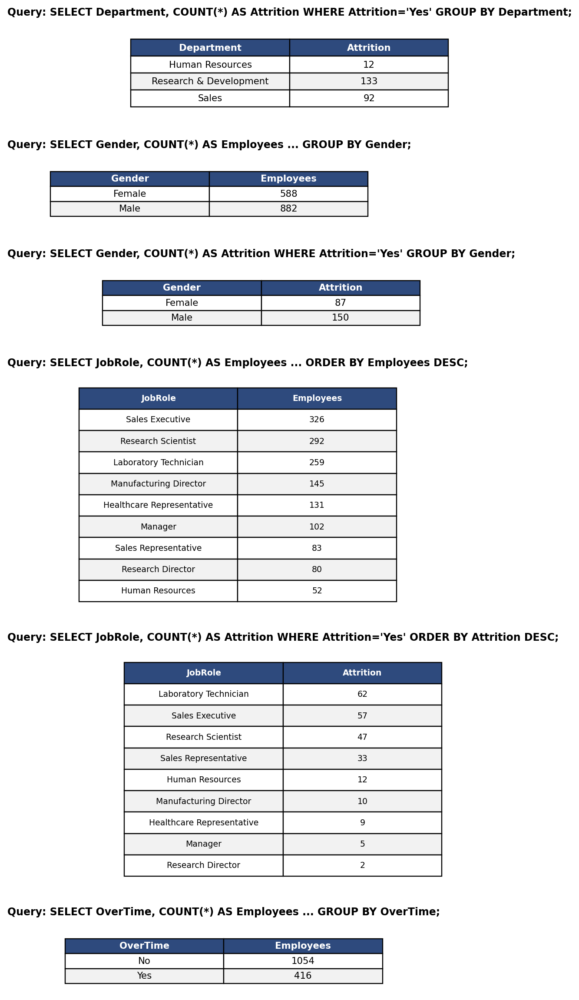 Query: SELECT Department, COUNT(*) AS Attrition WHERE Attrition='Yes' GROUP BY Department;
Department Attrition
Human Resources 12
Research & Development 133
Sales 92
Query: SELECT Gender, COUNT(*) AS Employees ... GROUP BY Gender;
Gender Employees
Female 588
Male 882
Query: SELECT Gender, COUNT(*) AS Attrition WHERE Attrition='Yes' GROUP BY Gender;
Gender Attrition
Female 87
Male 150
Query: SELECT JobRole, COUNT(*) AS Employees ... ORDER BY Employees DESC;
JobRole Employees
Sales Executive 326
Research Scientist 292
Laboratory Technician 259
Manufacturing Director 145
Healthcare Representative 131
Manager 102
Sales Representative 83
Research Director 80
Human Resources 52
Query: SELECT JobRole, COUNT(*) AS Attrition WHERE Attrition='Yes' ORDER BY Attrition DESC;
JobRole Attrition
Laboratory Technician 62
Sales Executive 57
Research Scientist 47
Sales Representative 33
Human Resources 12
Manufacturing Director 10
Healthcare Representative 9
Manager 5
Research Director 2
Query: SELECT OverTime, COUNT(*) AS Employees ... GROUP BY OverTime;
OverTime Employees
No 1054
Yes 416